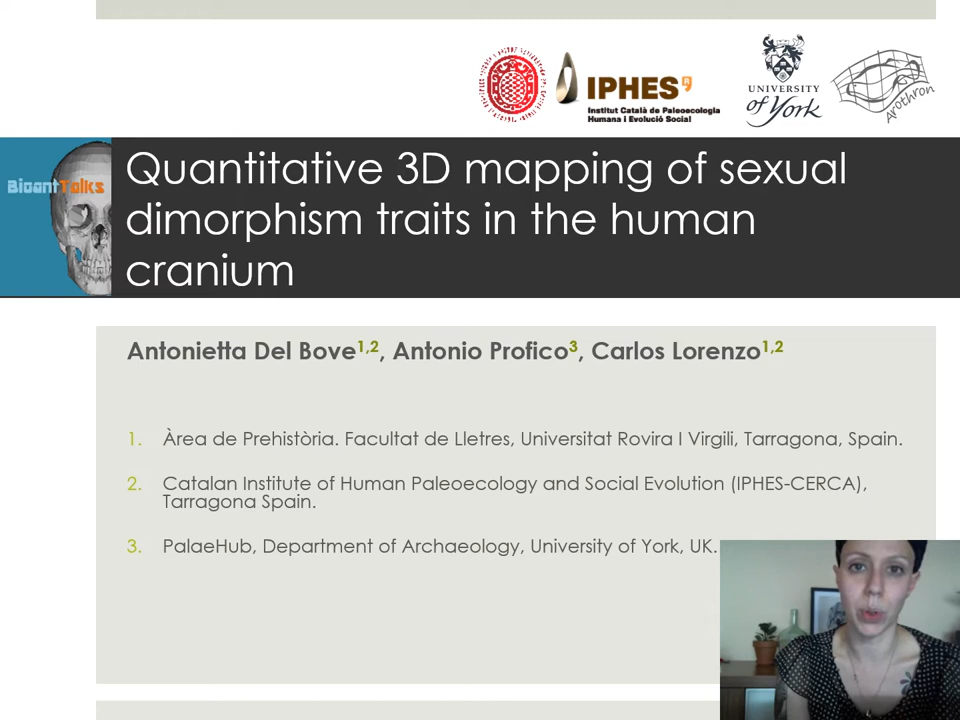 IPHES
Institut Català de Paleoecologia
Humana i Evolució Social
UNIVERSITY
of York
Arothron
BioantTalks
Quantitative 3D mapping of sexual
dimorphism traits in the human
cranium
Antonietta Del Bove1,2, Antonio Profico3, Carlos Lorenzo1,2
1. Àrea de Prehistòria. Facultat de Lletres, Universitat Rovira I Virgili, Tarragona, Spain.
2. Catalan Institute of Human Paleoecology and Social Evolution (IPHES-CERCA),
Tarragona Spain.
3. PalaeHub, Department of Archaeology, University of York, UK.